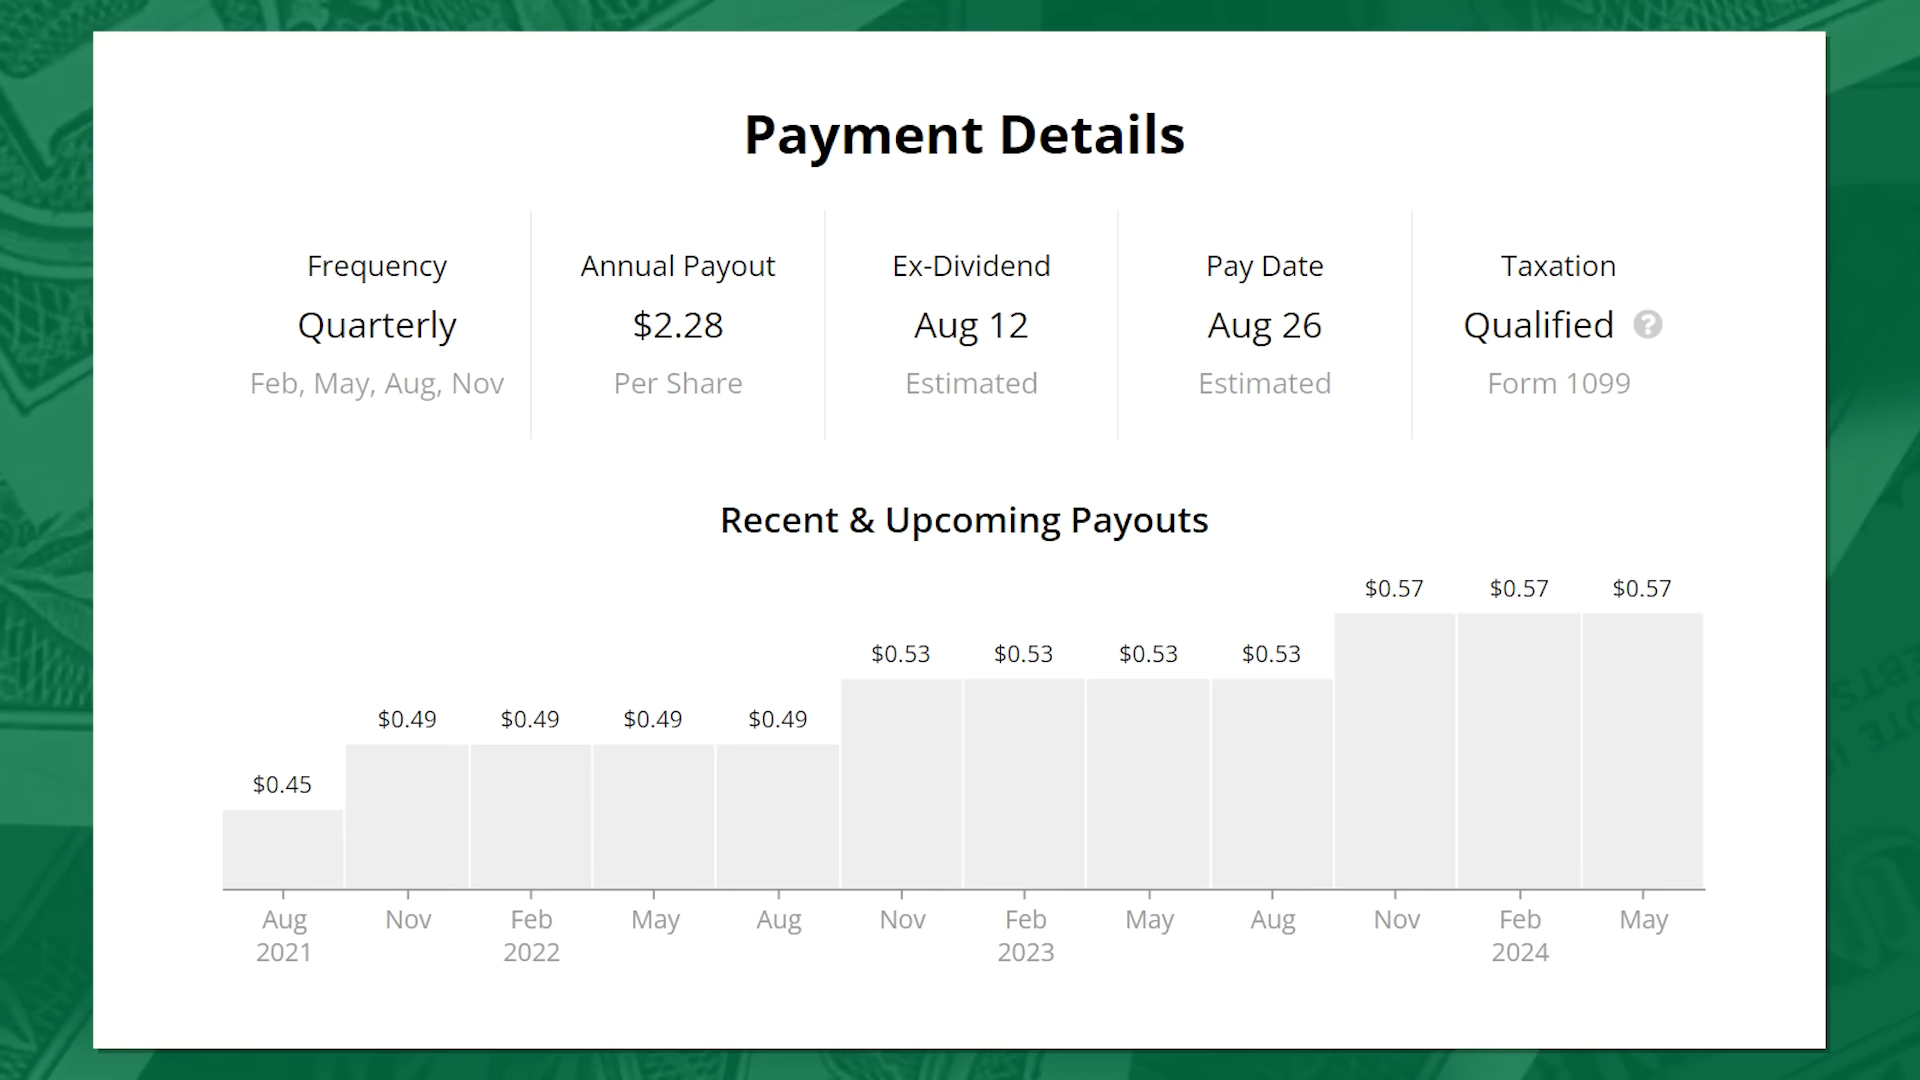 Payment Details
Frequency
Quarterly
Feb, May, Aug, Nov
Annual Payout
$2.28
Per Share
Ex-Dividend
Aug 12
Estimated
Pay Date
Aug 26
Estimated
Taxation
Qualified ?
Form 1099
Recent & Upcoming Payouts
$0.45
$0.49
$0.49
$0.49
$0.49
$0.53
$0.53
$0.53
$0.53
$0.57
$0.57
$0.57
Aug
2021
Nov
Feb
2022
May
Aug
Nov
Feb
2023
May
Aug
Nov
Feb
2024
May